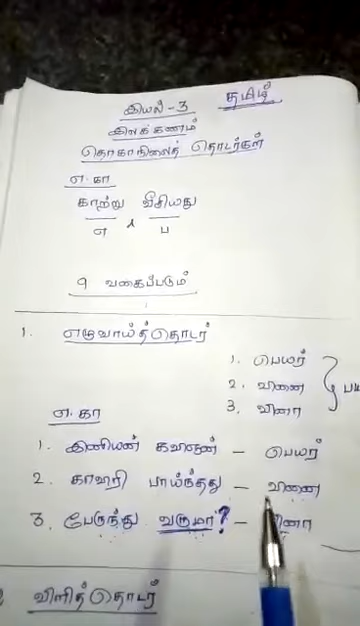 தமிழ்
இயல் - 3
இலக்கணம்
தொகாநிலைத் தொடர்கள்
எ.கா
காற்று வீசியது
எ ப
9 வகைப்படும்
1. எழுவாய்த்தொடர்
1. பெயர்
2. வினை
3. வினா
எ.கா
1. இனியன் கவிஞன் - பெயர்
2. காவிரி பாய்ந்தது - வினை
3. பேருந்து வருமா? - வினா
விளித்தொடர்